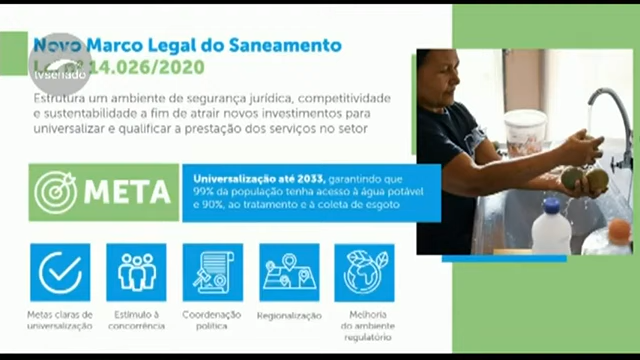 Novo Marco Legal do Saneamento
Lei nº 14.026/2020
tvsenado
Estrutura um ambiente de segurança jurídica, competitividade
e sustentabilidade a fim de atrair novos investimentos para
universalizar e qualificar a prestação dos serviços no setor
META
Universalização até 2033, garantindo que
99% da população tenha acesso à água potável
e 90%, ao tratamento e à coleta de esgoto
Metas claras de
universalização
Estímulo à
concorrência
Coordenação
política
Regionalização
Melhoria
do ambiente
regulatório